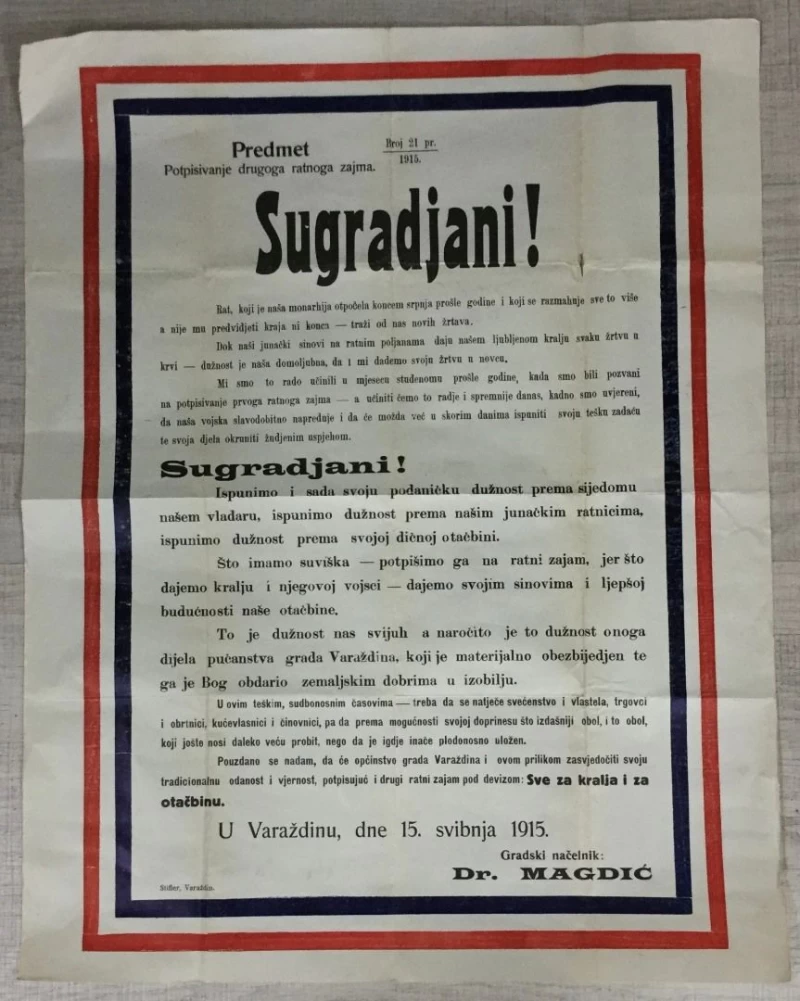 Predmet
Broj 21 pr.
1915.
Potpisivanje drugoga ratnoga zajma.
Sugradjani!
Rat, koji je naša monarhija otpočela koncem srpnja prošle godine i koji se razmahnje sve to više
a nije mu predvidjeti kraja ni konca — traži od nas novih žrtava.
Dok naši junački sinovi na ratnim poljanama daju našem ljubljenom kralju svaku žrtvu u
krvi — dužnost je naša domoljubna, da i mi dademo svoju žrtvu u novcu.
Mi smo to rado učinili u mjesecu studenomu prošle godine, kada smo bili pozvani
na potpisivanje prvoga ratnoga zajma — a učiniti ćemo to radje i spremnije danas, kadno smo uvjereni,
da naša vojska slavodobitno napreduje i da će možda već u skorim danima ispuniti svoju tešku zadaću
te svoja djela okruniti žudjenim uspjehom.
Sugradjani!
Ispunimo i sada svoju podaničku dužnost prema sijedomu
našem vladaru, ispunimo dužnost prema našim junačkim ratnicima,
ispunimo dužnost prema svojoj dičnoj otačbini.
Što imamo suviška — potpišimo ga na ratni zajam, jer što
dajemo kralju i njegovoj vojsci — dajemo svojim sinovima i ljepšoj
budućnosti naše otačbine.
To je dužnost nas svijuh a naročito je to dužnost onoga
dijela pučanstva grada Varaždina, koji je materijalno obezbijedjen te
ga je Bog obdario zemaljskim dobrima u izobilju.
U ovim teškim, sudbonosnim časovima — treba da se natječe svećenstvo i vlastela, trgovci
i obrtnici, kućevlasnici i činovnici, pa da prema mogućnosti svojoj doprinesu što izdašniji obol, i to obol,
koji jošte nosi daleko veću probit, nego da je igdje inače plodonosno uložen.
Pouzdano se nadam, da će općinstvo grada Varaždina i ovom prilikom zasvjedočiti svoju
tradicionalnu odanost i vjernost, potpisujuć i drugi ratni zajam pod devizom: Sve za kralja i za
otačbinu.
U Varaždinu, dne 15. svibnja 1915.
Gradski načelnik:
Dr. MAGDIĆ
Stifler, Varaždin.